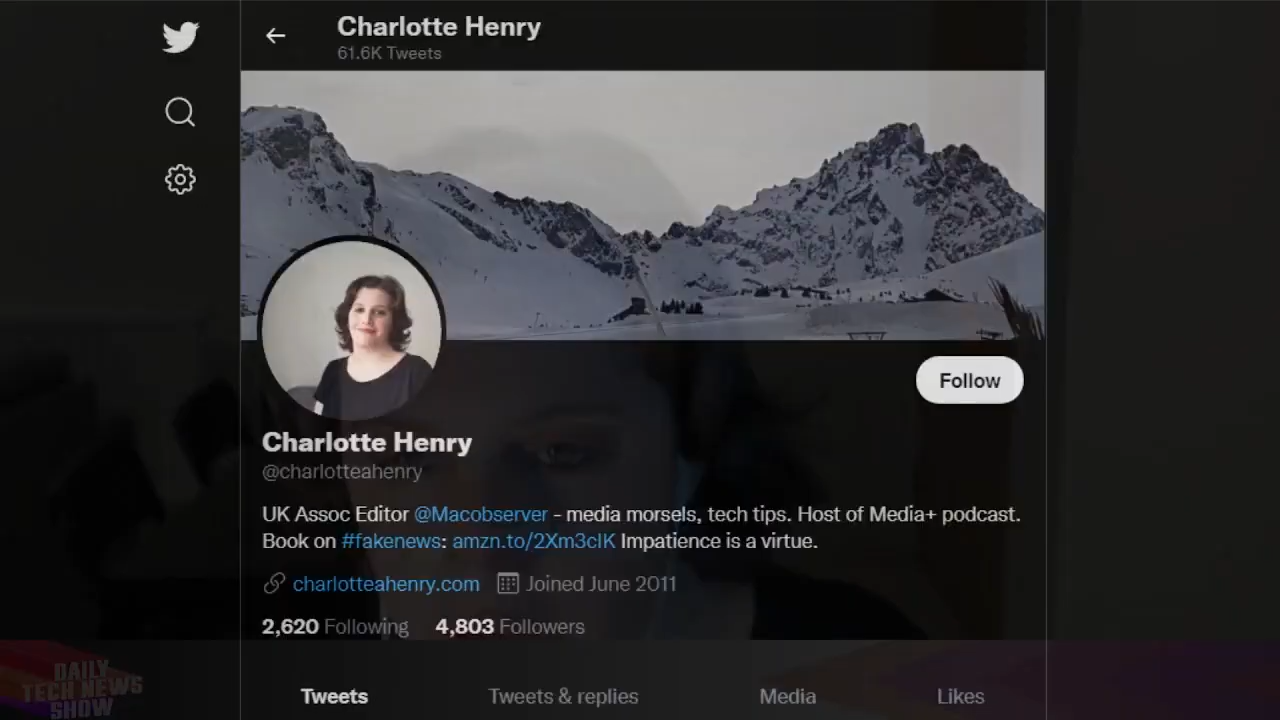 Charlotte Henry
61.6K Tweets
Follow
Charlotte Henry
@charlotteahenry
UK Assoc Editor @Macobserver - media morsels, tech tips. Host of Media+ podcast.
Book on #fakenews: amzn.to/2Xm3clK Impatience is a virtue.
charlotteahenry.com Joined June 2011
2,620 Following 4,803 Followers
Tweets Tweets & replies Media Likes
DAILY
TECH NEWS
SHOW